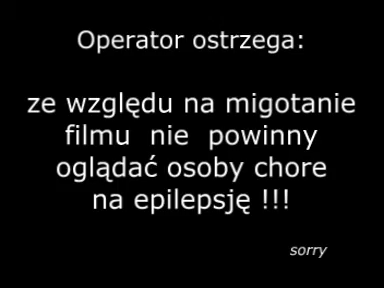 Operator ostrzega:
ze względu na migotanie
filmu nie powinny
oglądać osoby chore
na epilepsję !!!
sorry